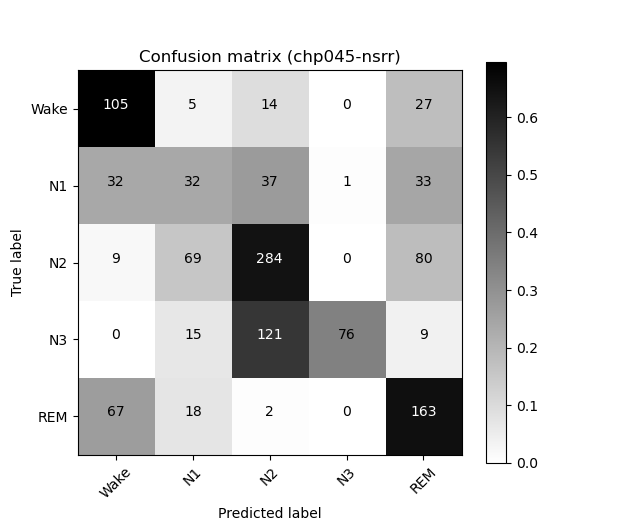 Confusion matrix (chp045-nsrr)
Wake 105 5 14 0 27
N1 32 32 37 1 33
N2 9 69 284 0 80
N3 0 15 121 76 9
REM 67 18 2 0 163
Wake N1 N2 N3 REM
Predicted label
True label
0.6
0.5
0.4
0.3
0.2
0.1
0.0